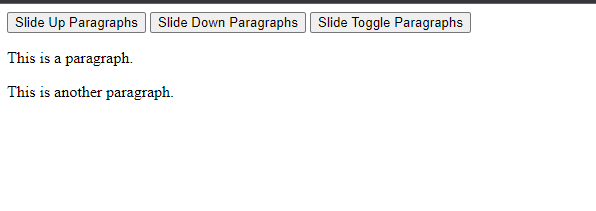 Slide Up Paragraphs Slide Down Paragraphs Slide Toggle Paragraphs
This is a paragraph.
This is another paragraph.